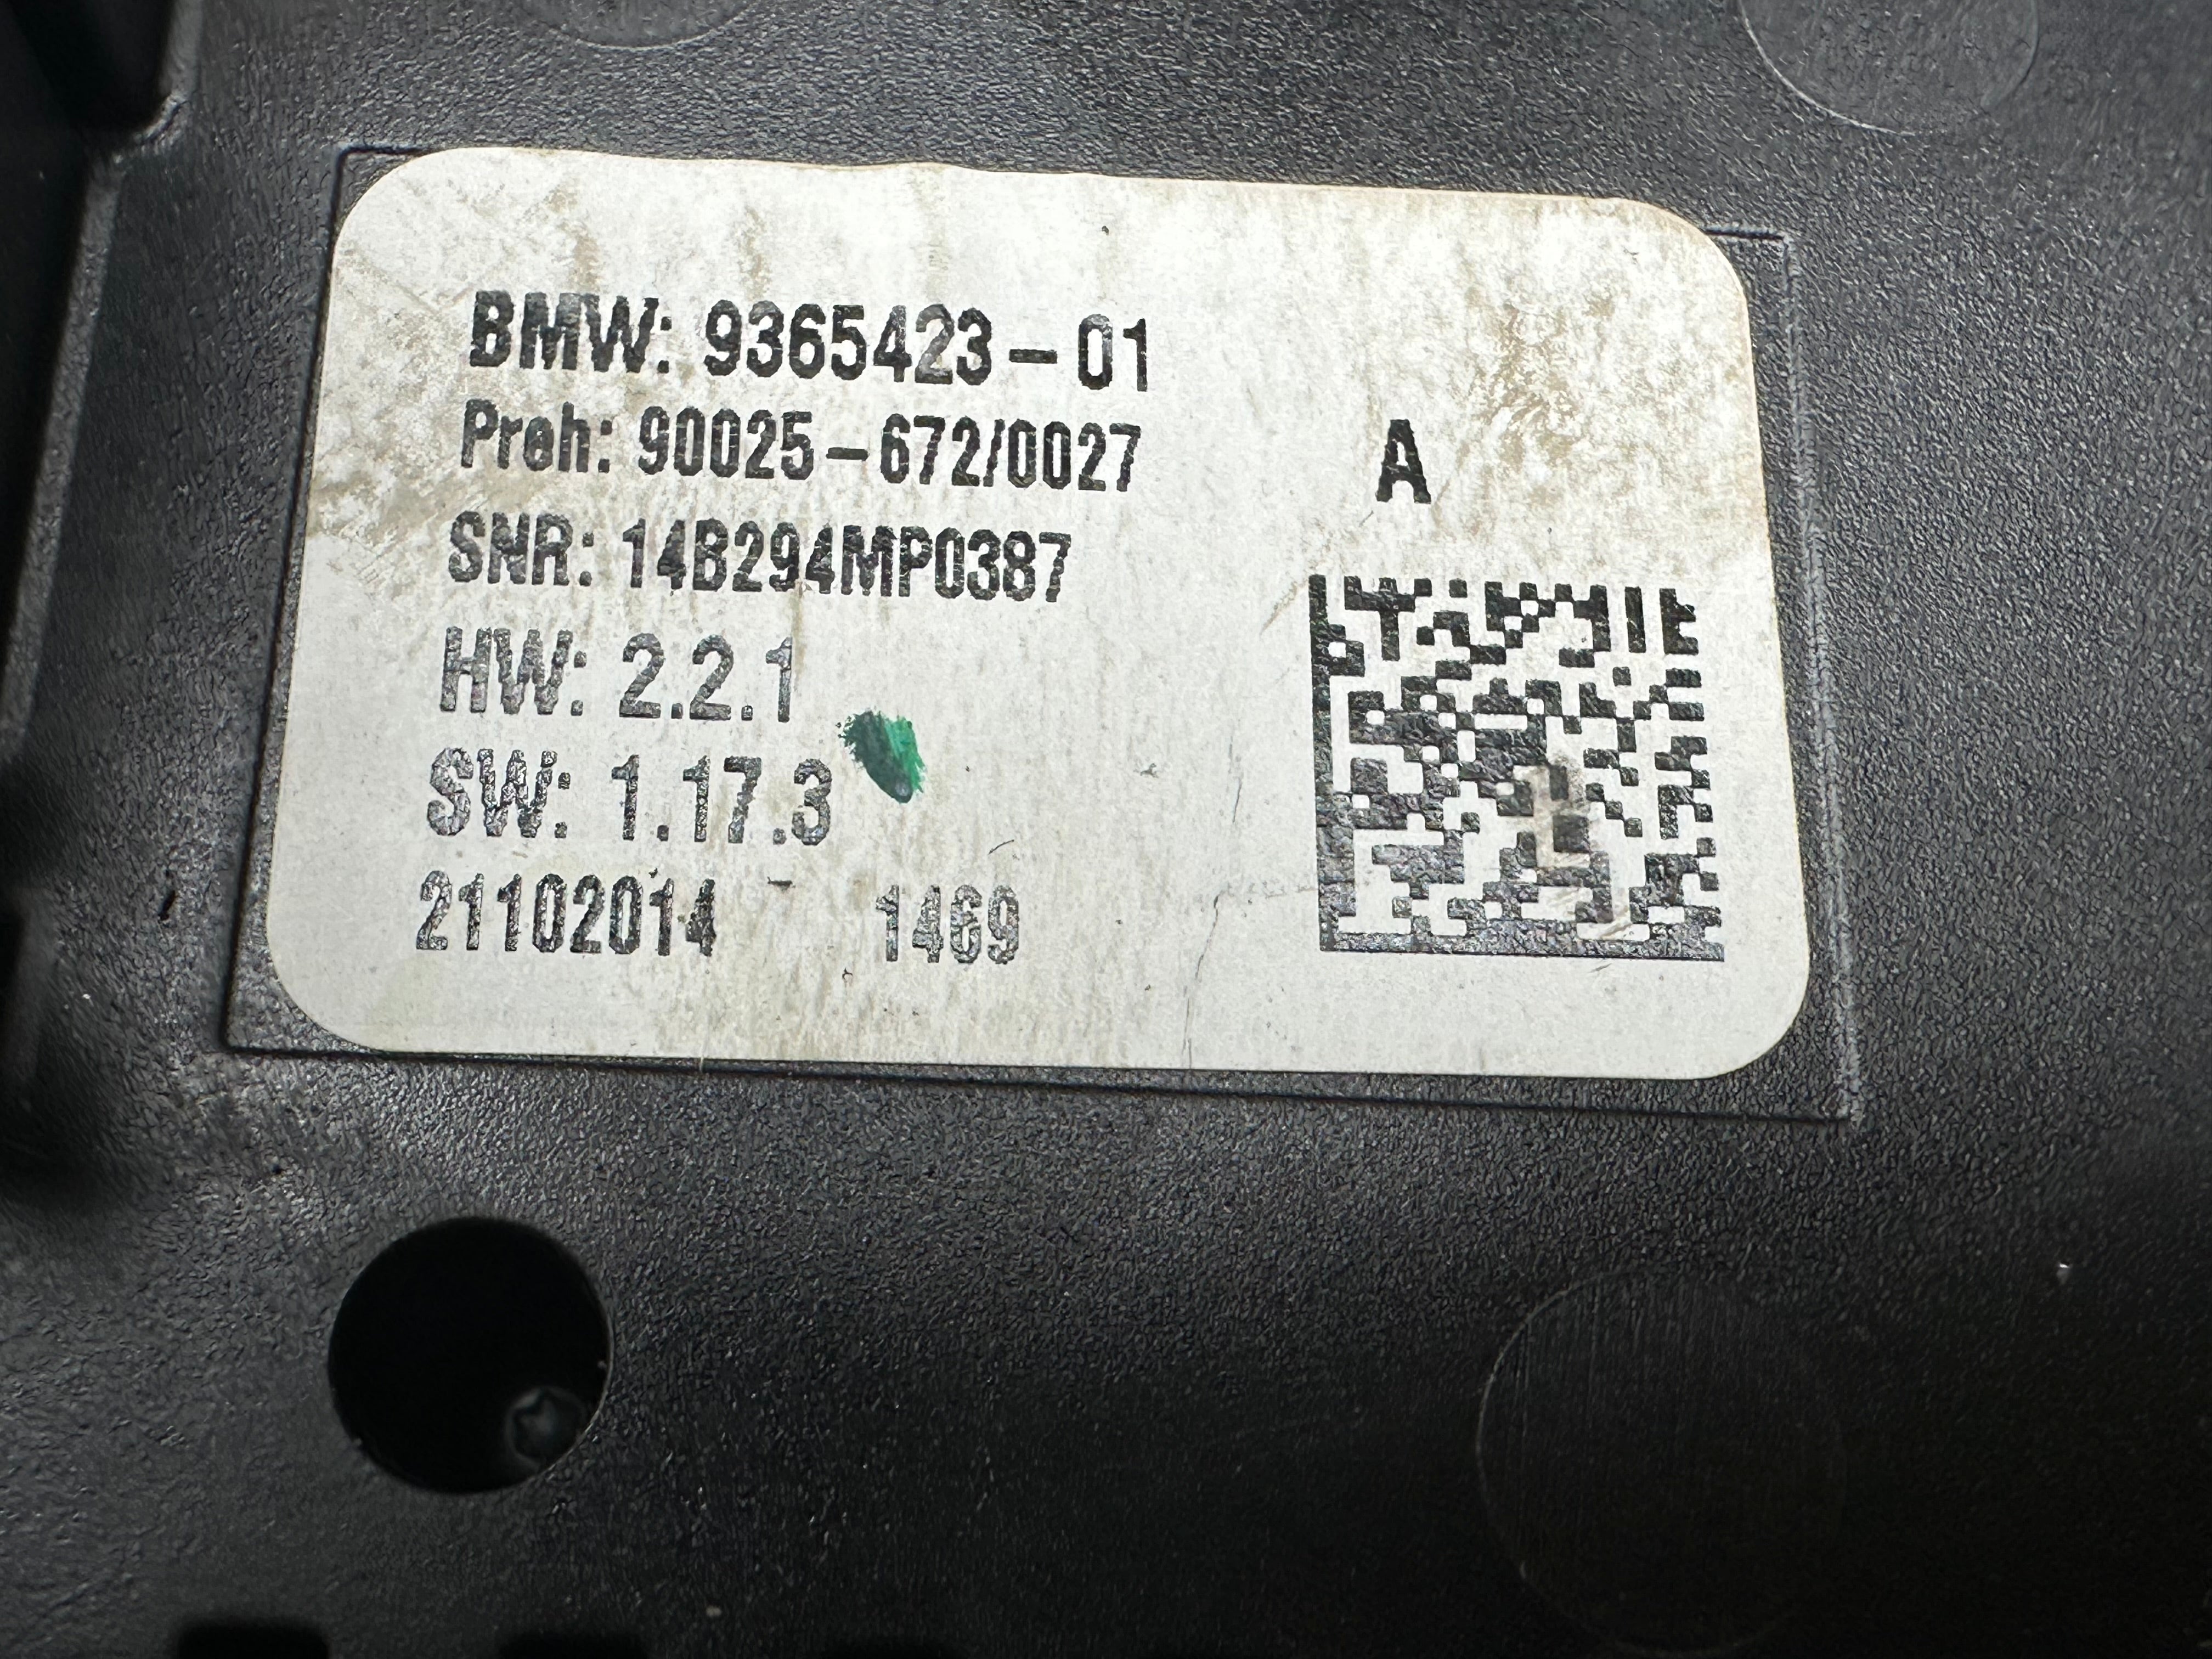 BMW: 9365423-01
Preh: 90025-672/0027
A
SNR: 14B294MP0387
HW: 2.2.1
SW: 1.17.3
21102014 1469